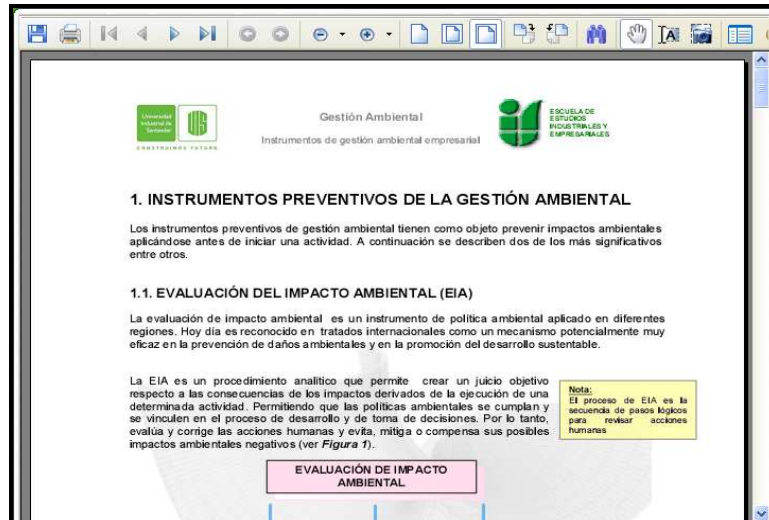 Universidad
Industrial de
Santander
UIS
CONSTRUIMOS FUTURO
Gestión Ambiental
Instrumentos de gestión ambiental empresarial
ESCUELA DE
ESTUDIOS
INDUSTRIALES Y
EMPRESARIALES
1. INSTRUMENTOS PREVENTIVOS DE LA GESTIÓN AMBIENTAL
Los instrumentos preventivos de gestión ambiental tienen como objeto prevenir impactos ambientales
aplicándose antes de iniciar una actividad. A continuación se describen dos de los más significativos
entre otros.
1.1. EVALUACIÓN DEL IMPACTO AMBIENTAL (EIA)
La evaluación de impacto ambiental es un instrumento de política ambiental aplicado en diferentes
regiones. Hoy día es reconocido en tratados internacionales como un mecanismo potencialmente muy
eficaz en la prevención de daños ambientales y en la promoción del desarrollo sustentable.
La EIA es un procedimiento analítico que permite crear un juicio objetivo
respecto a las consecuencias de los impactos derivados de la ejecución de una
determinada actividad. Permitiendo que las políticas ambientales se cumplan y
se vinculen en el proceso de desarrollo y de toma de decisiones. Por lo tanto,
evalúa y corrige las acciones humanas y evita, mitiga o compensa sus posibles
impactos ambientales negativos (ver Figura 1).
Nota:
El proceso de EIA es la
secuencia de pasos lógicos
para revisar acciones
humanas
EVALUACIÓN DE IMPACTO
AMBIENTAL